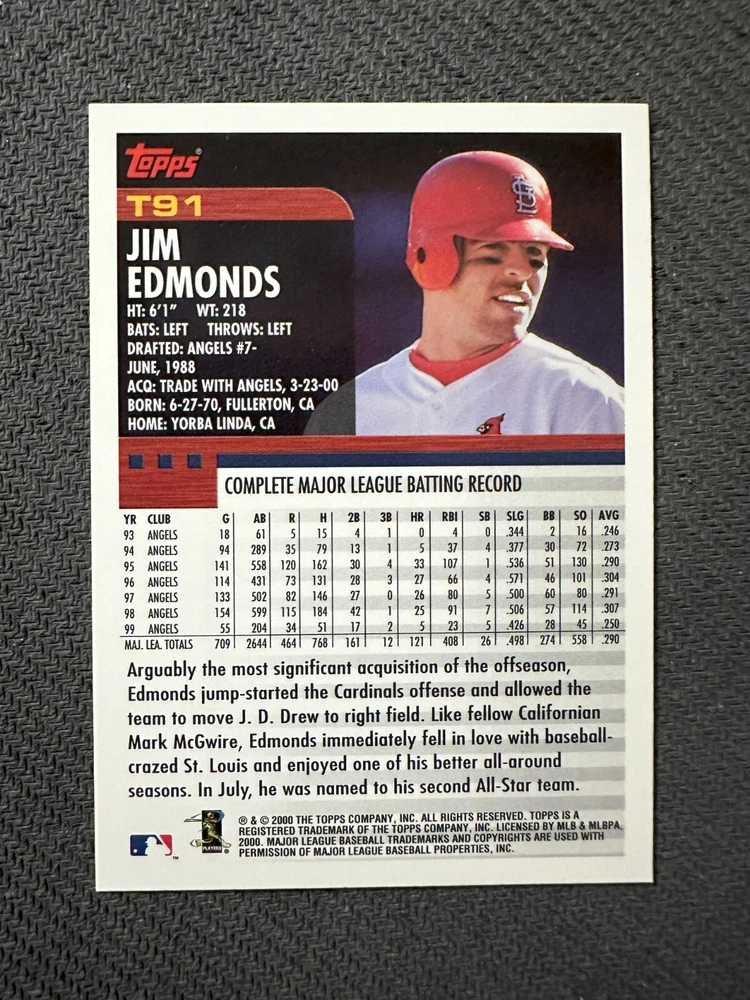 Topps®
T91
JIM
EDMONDS
HT: 6'1" WT: 218
BATS: LEFT THROWS: LEFT
DRAFTED: ANGELS #7-
JUNE, 1988
ACQ: TRADE WITH ANGELS, 3-23-00
BORN: 6-27-70, FULLERTON, CA
HOME: YORBA LINDA, CA
COMPLETE MAJOR LEAGUE BATTING RECORD
YR CLUB G AB R H 2B 3B HR RBI SB SLG BB SO AVG
93 ANGELS 18 61 5 15 4 1 0 4 0 .344 2 16 .246
94 ANGELS 94 289 35 79 13 1 5 37 4 .377 30 72 .273
95 ANGELS 141 558 120 162 30 4 33 107 1 .536 51 130 .290
96 ANGELS 114 431 73 131 28 3 27 66 4 .571 46 101 .304
97 ANGELS 133 502 82 146 27 0 26 80 5 .500 60 80 .291
98 ANGELS 154 599 115 184 42 1 25 91 7 .506 57 114 .307
99 ANGELS 55 204 34 51 17 2 5 23 5 .426 28 45 .250
MAJ. LEA. TOTALS 709 2644 464 768 161 12 121 408 26 .498 274 558 .290
Arguably the most significant acquisition of the offseason,
Edmonds jump-started the Cardinals offense and allowed the
team to move J. D. Drew to right field. Like fellow Californian
Mark McGwire, Edmonds immediately fell in love with baseball-
crazed St. Louis and enjoyed one of his better all-around
seasons. In July, he was named to his second All-Star team.
® & © 2000 THE TOPPS COMPANY, INC. ALL RIGHTS RESERVED. TOPPS IS A
REGISTERED TRADEMARK OF THE TOPPS COMPANY, INC. LICENSED BY MLB & MLBPA,
2000. MAJOR LEAGUE BASEBALL TRADEMARKS AND COPYRIGHTS ARE USED WITH
PERMISSION OF MAJOR LEAGUE BASEBALL PROPERTIES, INC.
TM
PLAYERS